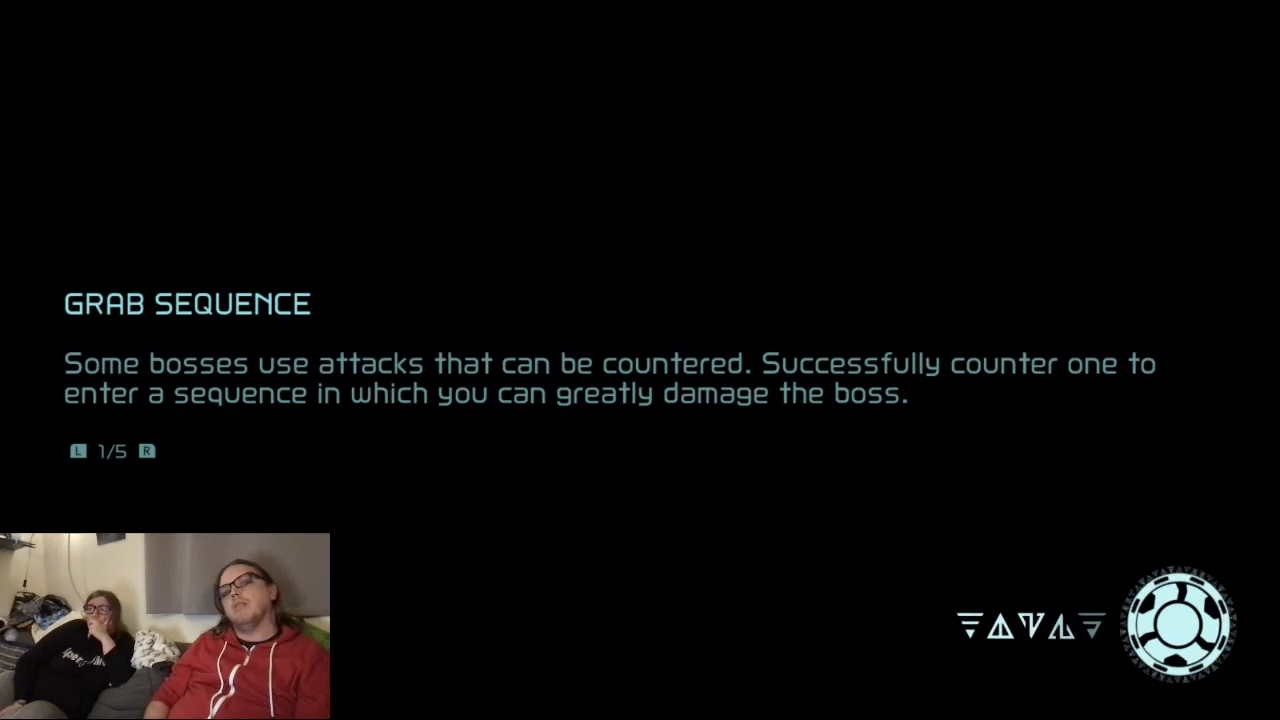 GRAB SEQUENCE
Some bosses use attacks that can be countered. Successfully counter one to
enter a sequence in which you can greatly damage the boss.
L 1/5 R